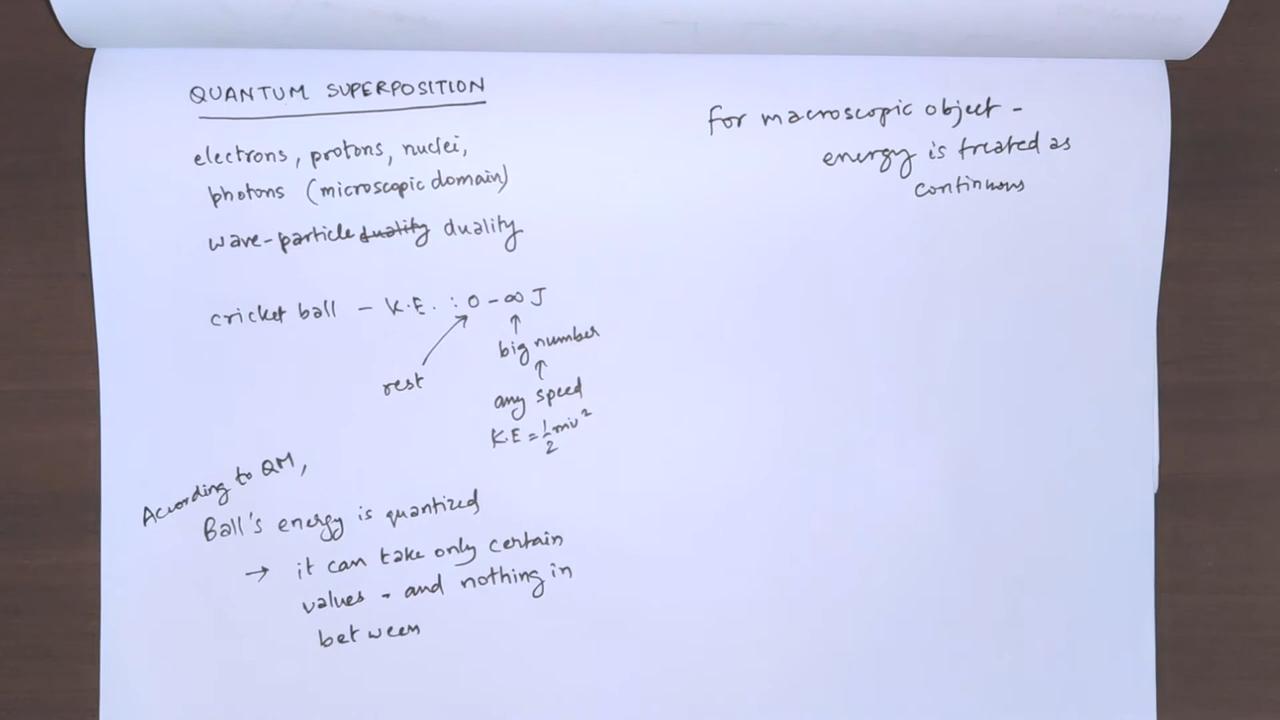 QUANTUM SUPERPOSITION
electrons, protons, nuclei,
photons (microscopic domain)
wave-particle duality duality
cricket ball - K.E. : 0 - ∞ J
rest
big number
any speed
K.E = 1/2 mv²
According to QM,
Ball's energy is quantized
→ it can take only certain
values - and nothing in
between
For macroscopic object -
energy is treated as
continuous